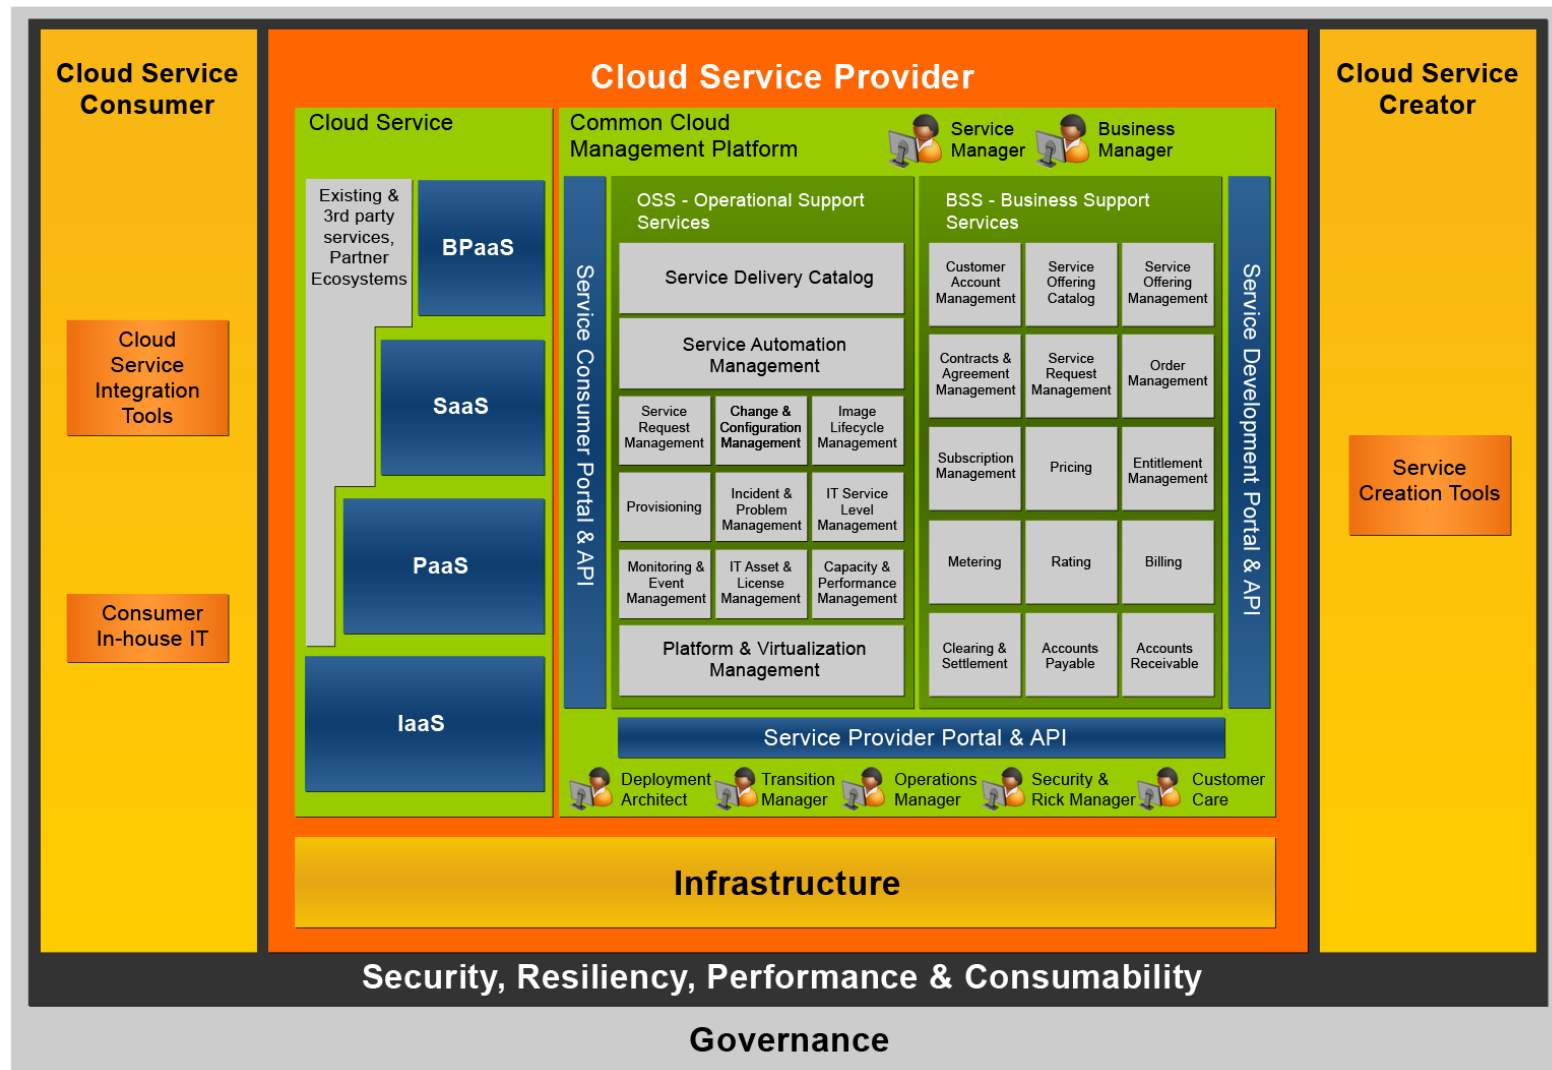 Cloud Service
Consumer
Cloud
Service
Integration
Tools
Consumer
In-house IT
Cloud Service Provider
Cloud Service
Existing &
3rd party
services,
Partner
Ecosystems
BPaaS
SaaS
PaaS
IaaS
Common Cloud
Management Platform
Service
Manager
Business
Manager
Service Consumer Portal & API
OSS - Operational Support
Services
Service Delivery Catalog
Service Automation
Management
Service
Request
Management
Change &
Configuration
Management
Image
Lifecycle
Management
Provisioning
Incident &
Problem
Management
IT Service
Level
Management
Monitoring &
Event
Management
IT Asset &
License
Management
Capacity &
Performance
Management
Platform & Virtualization
Management
BSS - Business Support
Services
Customer
Account
Management
Service
Offering
Catalog
Service
Offering
Management
Contracts &
Agreement
Management
Service
Request
Management
Order
Management
Subscription
Management
Pricing
Entitlement
Management
Metering
Rating
Billing
Clearing &
Settlement
Accounts
Payable
Accounts
Receivable
Service Development Portal & API
Service Provider Portal & API
Deployment
Architect
Transition
Manager
Operations
Manager
Security &
Rick Manager
Customer
Care
Infrastructure
Cloud Service
Creator
Service
Creation Tools
Security, Resiliency, Performance & Consumability
Governance